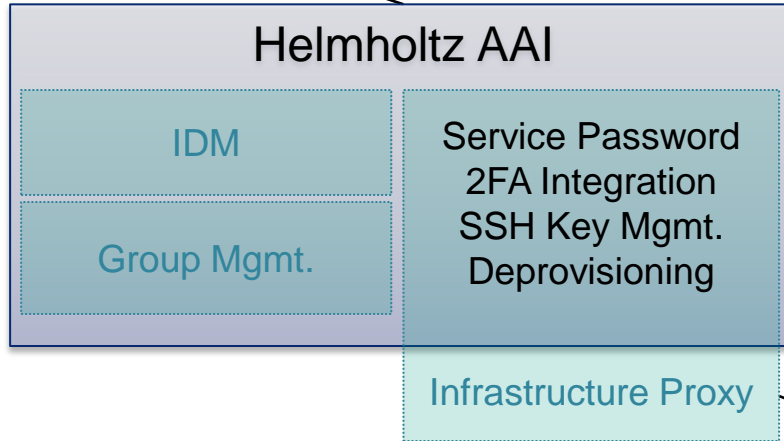 Helmholtz AAI
IDM
Group Mgmt.
Service Password
2FA Integration
SSH Key Mgmt.
Deprovisioning
Infrastructure Proxy